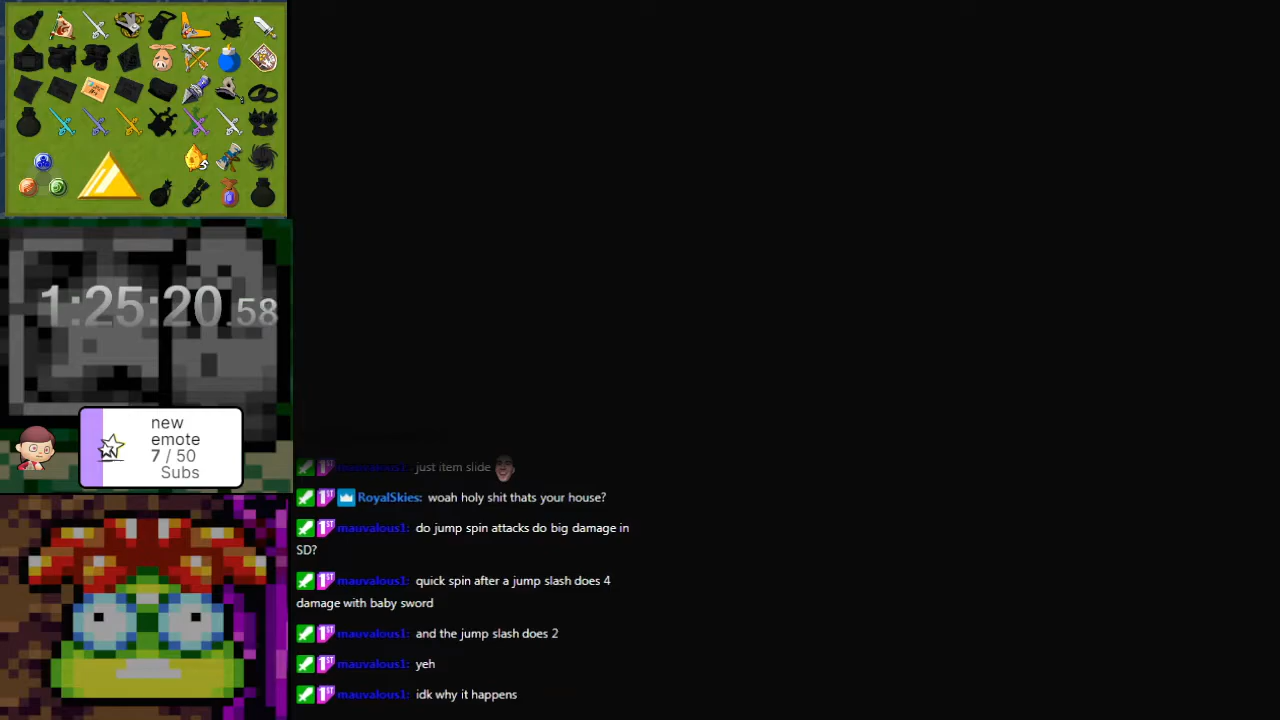 5
1:25:20.58
new
emote
7 / 50
Subs
mauvalous1: just item slide
RoyalSkies: woah holy shit thats your house?
mauvalous1: do jump spin attacks do big damage in
SD?
mauvalous1: quick spin after a jump slash does 4
damage with baby sword
mauvalous1: and the jump slash does 2
mauvalous1: yeh
mauvalous1: idk why it happens